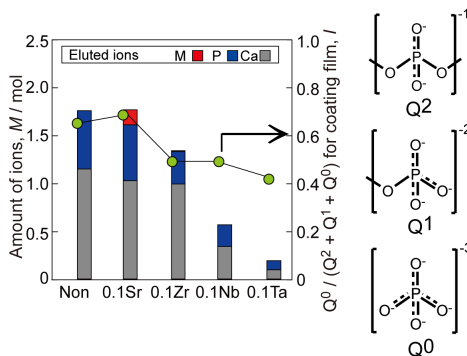 Eluted ions M P Ca
Amount of ions, M / mol
2.5
2.0
1.5
1.0
0.5
0
Non 0.1Sr 0.1Zr 0.1Nb 0.1Ta
1.0
0.8
0.6
0.4
0.2
0
Q⁰ / (Q² + Q¹ + Q⁰) for coating film, I
-1
O⁻
P
O O
O⁻
Q2
-2
O⁻
P
O O⁻
O⁻
Q1
-3
O⁻
P
O⁻ O⁻
O⁻
Q0